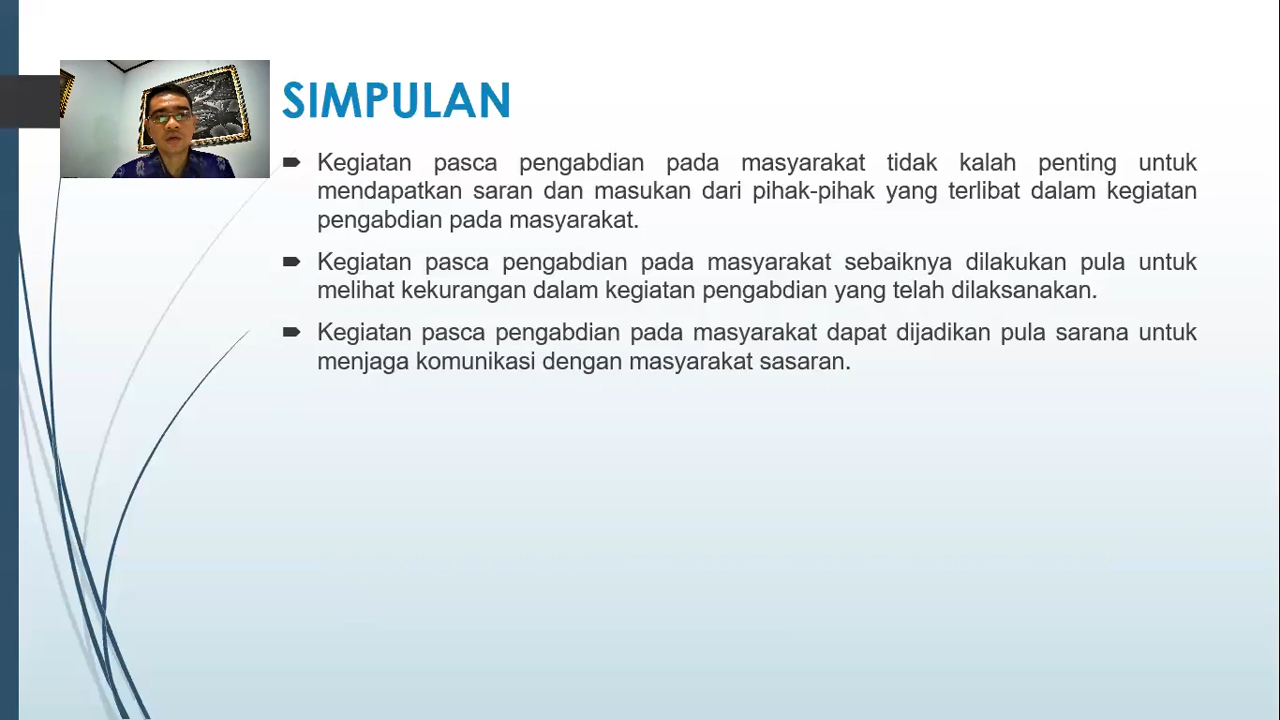 SIMPULAN
Kegiatan pasca pengabdian pada masyarakat tidak kalah penting untuk
mendapatkan saran dan masukan dari pihak-pihak yang terlibat dalam kegiatan
pengabdian pada masyarakat.
Kegiatan pasca pengabdian pada masyarakat sebaiknya dilakukan pula untuk
melihat kekurangan dalam kegiatan pengabdian yang telah dilaksanakan.
Kegiatan pasca pengabdian pada masyarakat dapat dijadikan pula sarana untuk
menjaga komunikasi dengan masyarakat sasaran.